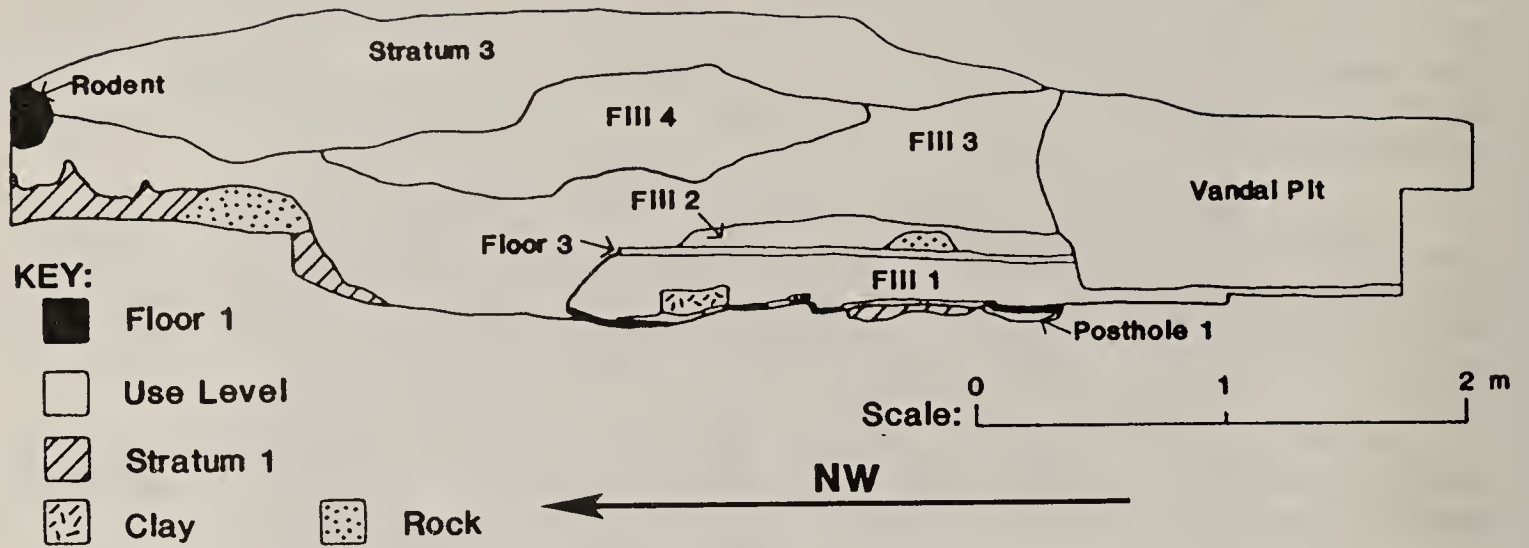 Stratum 3
Rodent
Fill 4
Fill 3
Vandal Pit
Fill 2
Floor 3
Fill 1
Posthole 1
KEY:
Floor 1
Use Level
Stratum 1
Clay
Rock
0 1 2 m
Scale:
NW